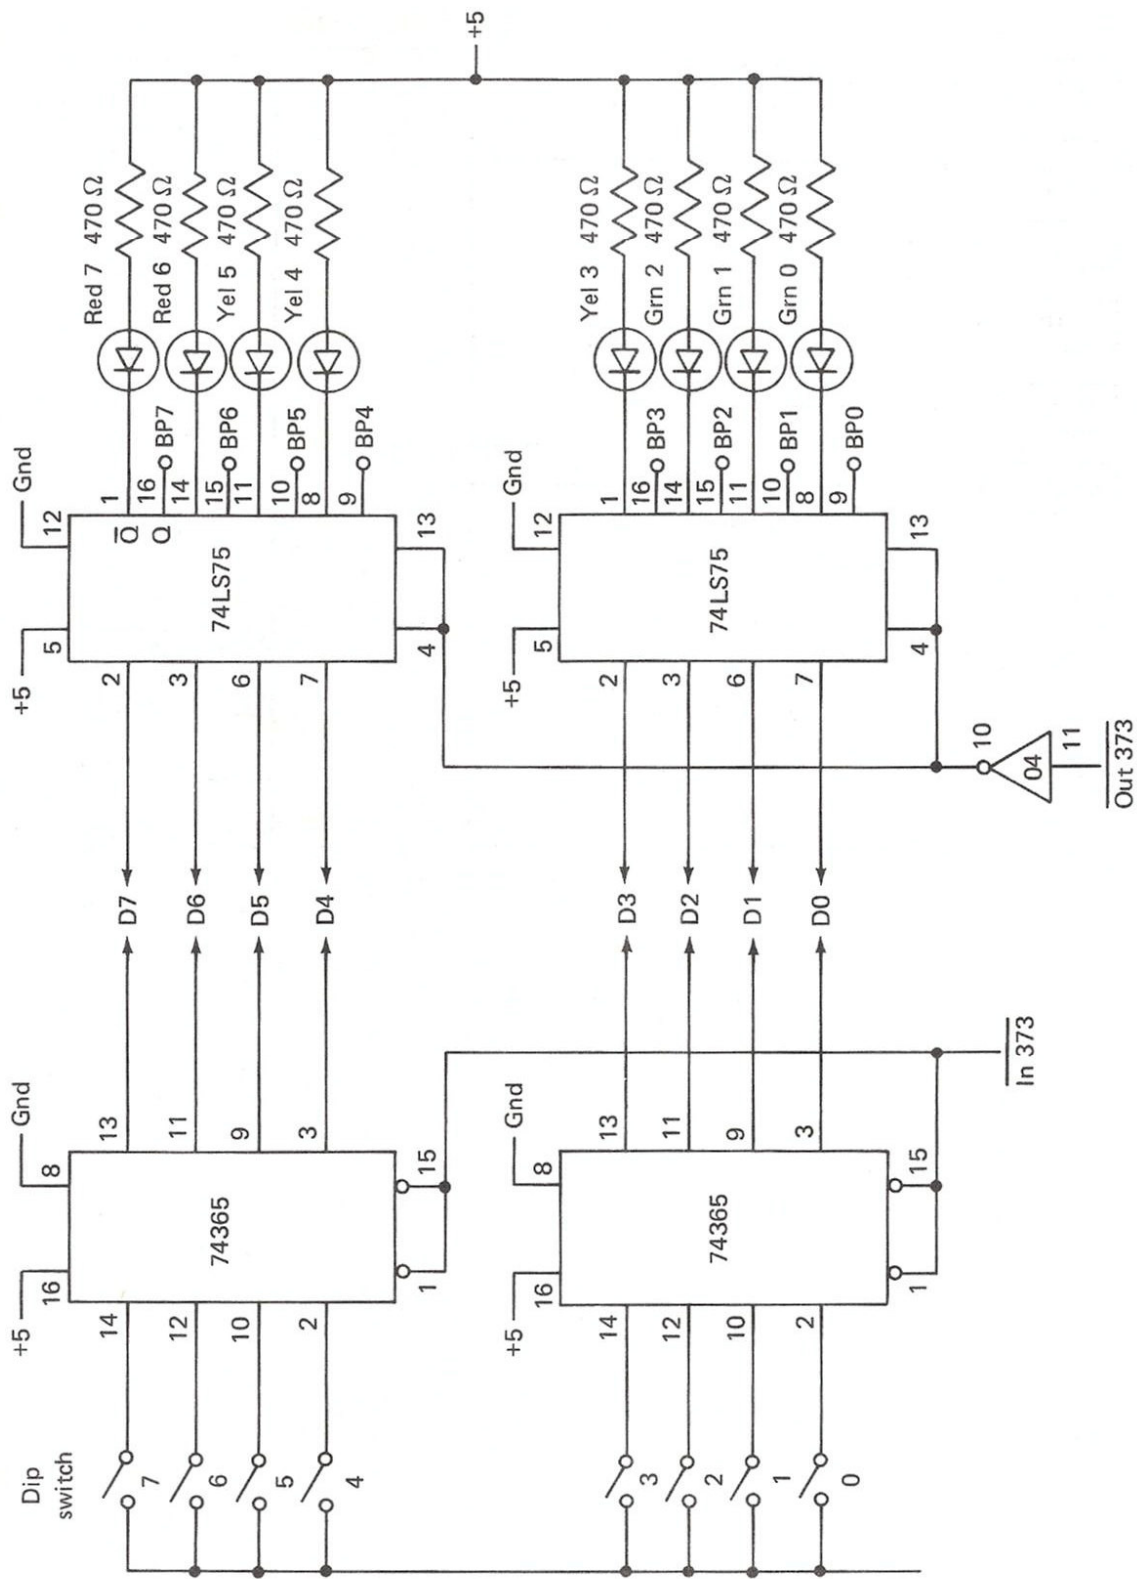 Dip
switch
7
6
5
4
3
2
1
0
+5
Gnd
16
8
14
12
10
2
13
11
9
3
74365
1
15
+5
Gnd
16
8
14
12
10
2
13
11
9
3
74365
1
15
In 373
D7
D6
D5
D4
D3
D2
D1
D0
+5
Gnd
5
12
2
3
6
7
Q
Q
74LS75
1
16
14
15
11
10
8
9
4
13
BP7
BP6
BP5
BP4
+5
Gnd
5
12
2
3
6
7
74LS75
1
16
14
15
11
10
8
9
4
13
BP3
BP2
BP1
BP0
10
04
11
Out 373
Red 7 470 Ω
Red 6 470 Ω
Yel 5 470 Ω
Yel 4 470 Ω
Yel 3 470 Ω
Grn 2 470 Ω
Grn 1 470 Ω
Grn 0 470 Ω
+5